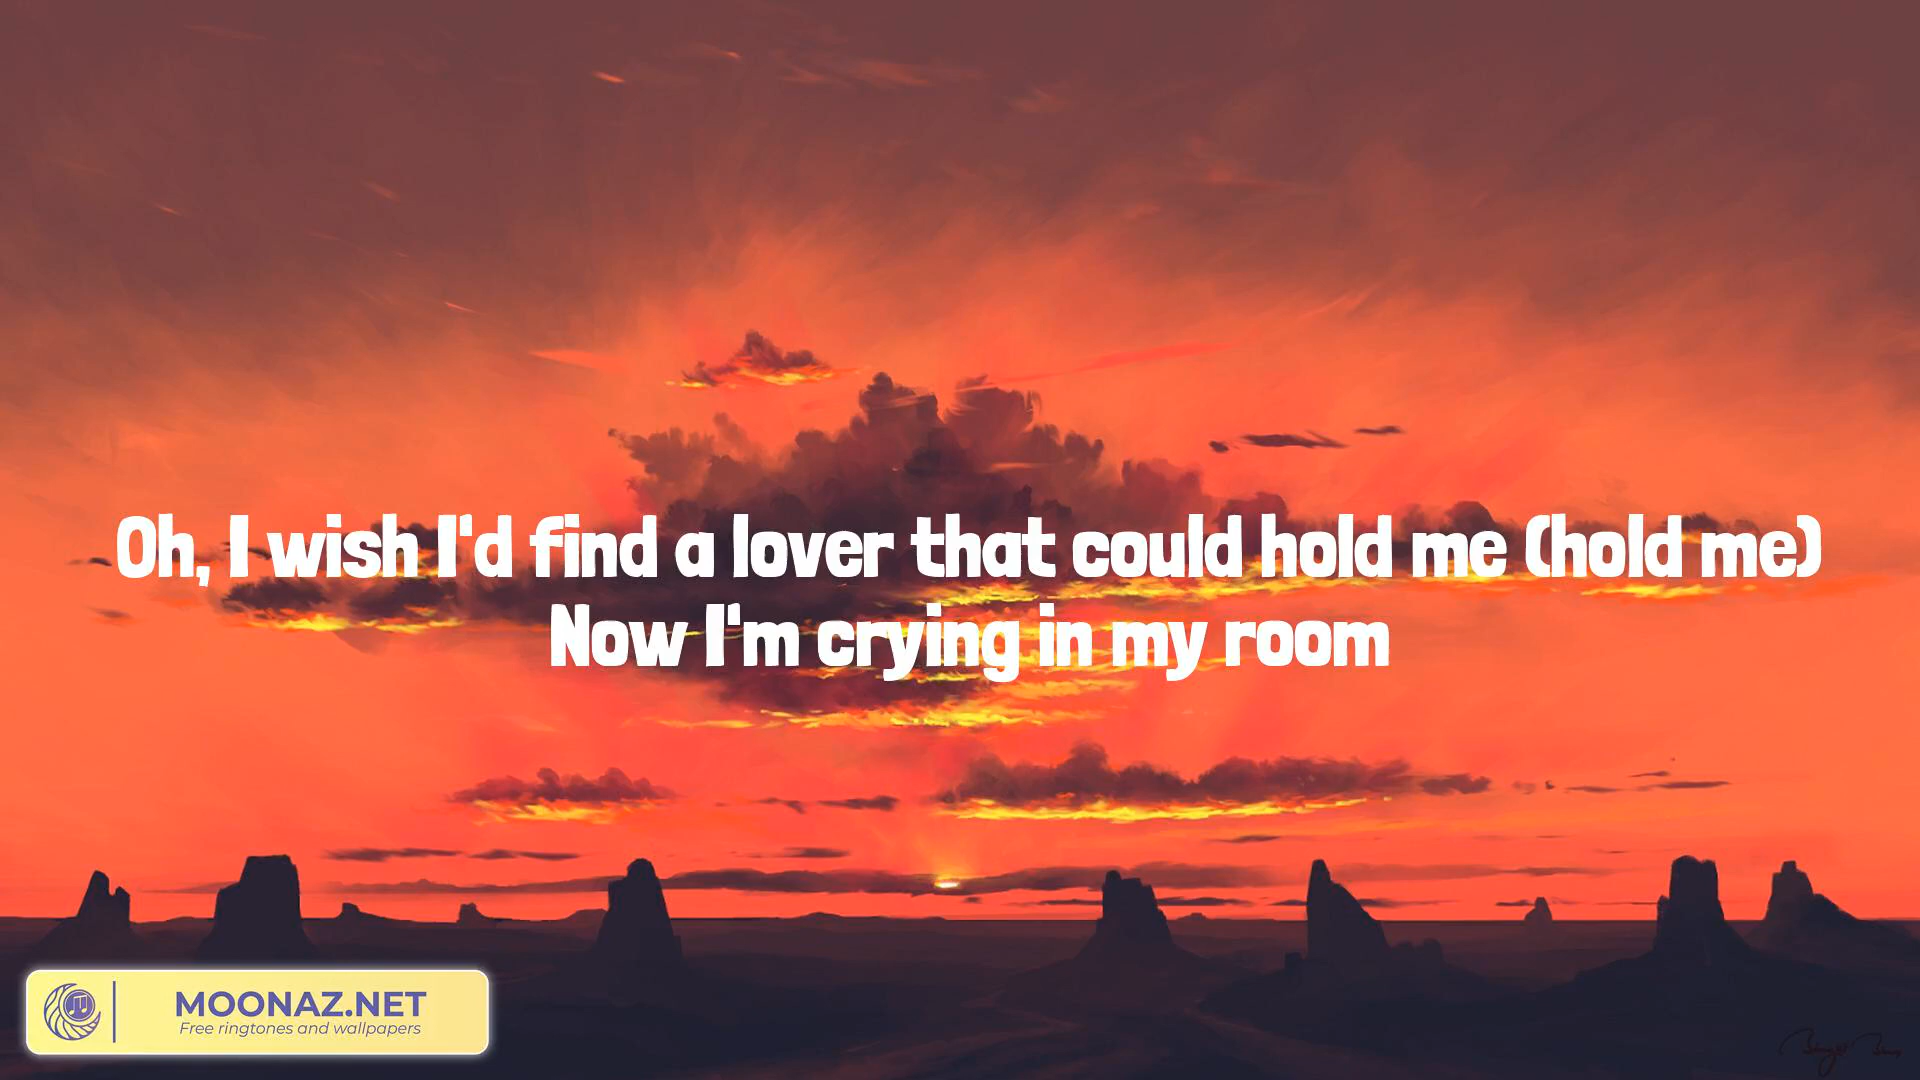 Oh, I wish I'd find a lover that could hold me (hold me)
Now I'm crying in my room
MOONAZ.NET
Free ringtones and wallpapers